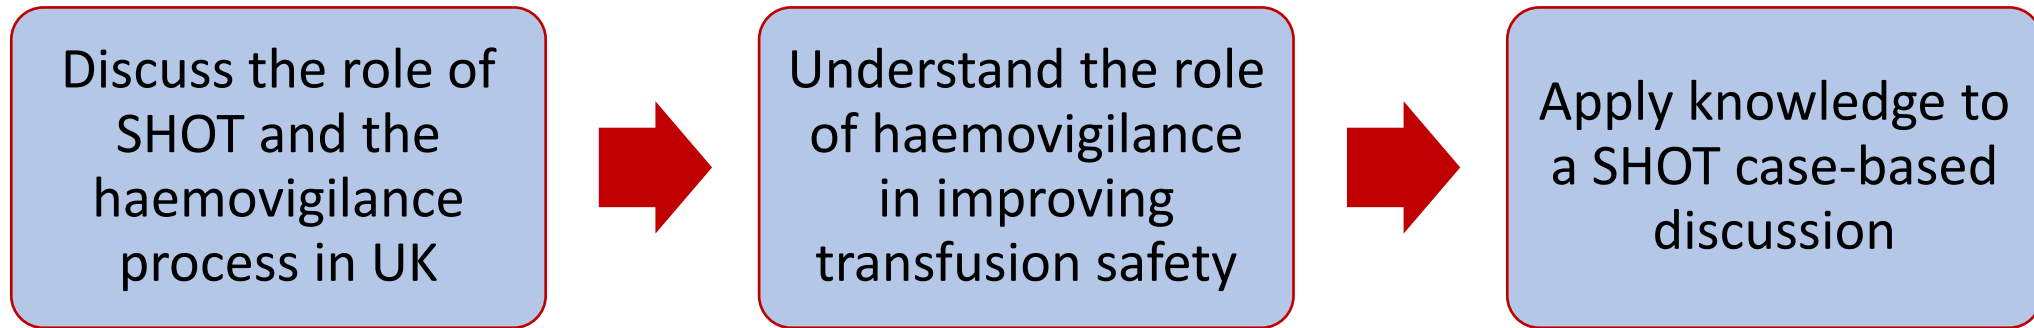 Discuss the role of
SHOT and the
haemovigilance
process in UK
Understand the role
of haemovigilance
in improving
transfusion safety
Apply knowledge to
a SHOT case-based
discussion